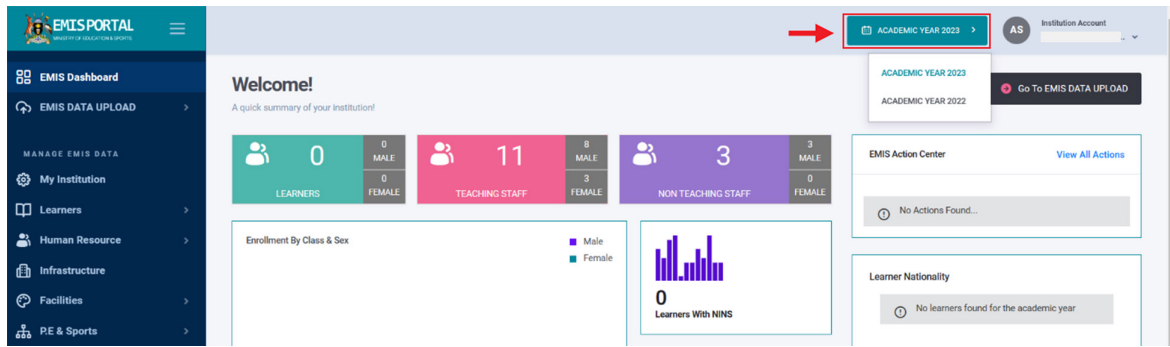 EMIS PORTAL
MINISTRY OF EDUCATION & SPORTS
EMIS Dashboard
EMIS DATA UPLOAD
MANAGE EMIS DATA
My Institution
Learners
Human Resource
Infrastructure
Facilities
P.E & Sports
ACADEMIC YEAR 2023
AS
Institution Account
ACADEMIC YEAR 2023
ACADEMIC YEAR 2022
Go To EMIS DATA UPLOAD
Welcome!
A quick summary of your institution!
0
LEARNERS
0
MALE
0
FEMALE
11
TEACHING STAFF
8
MALE
3
FEMALE
3
NON TEACHING STAFF
3
MALE
0
FEMALE
Enrollment By Class & Sex
Male
Female
0
Learners With NINS
EMIS Action Center
View All Actions
No Actions Found...
Learner Nationality
No learners found for the academic year